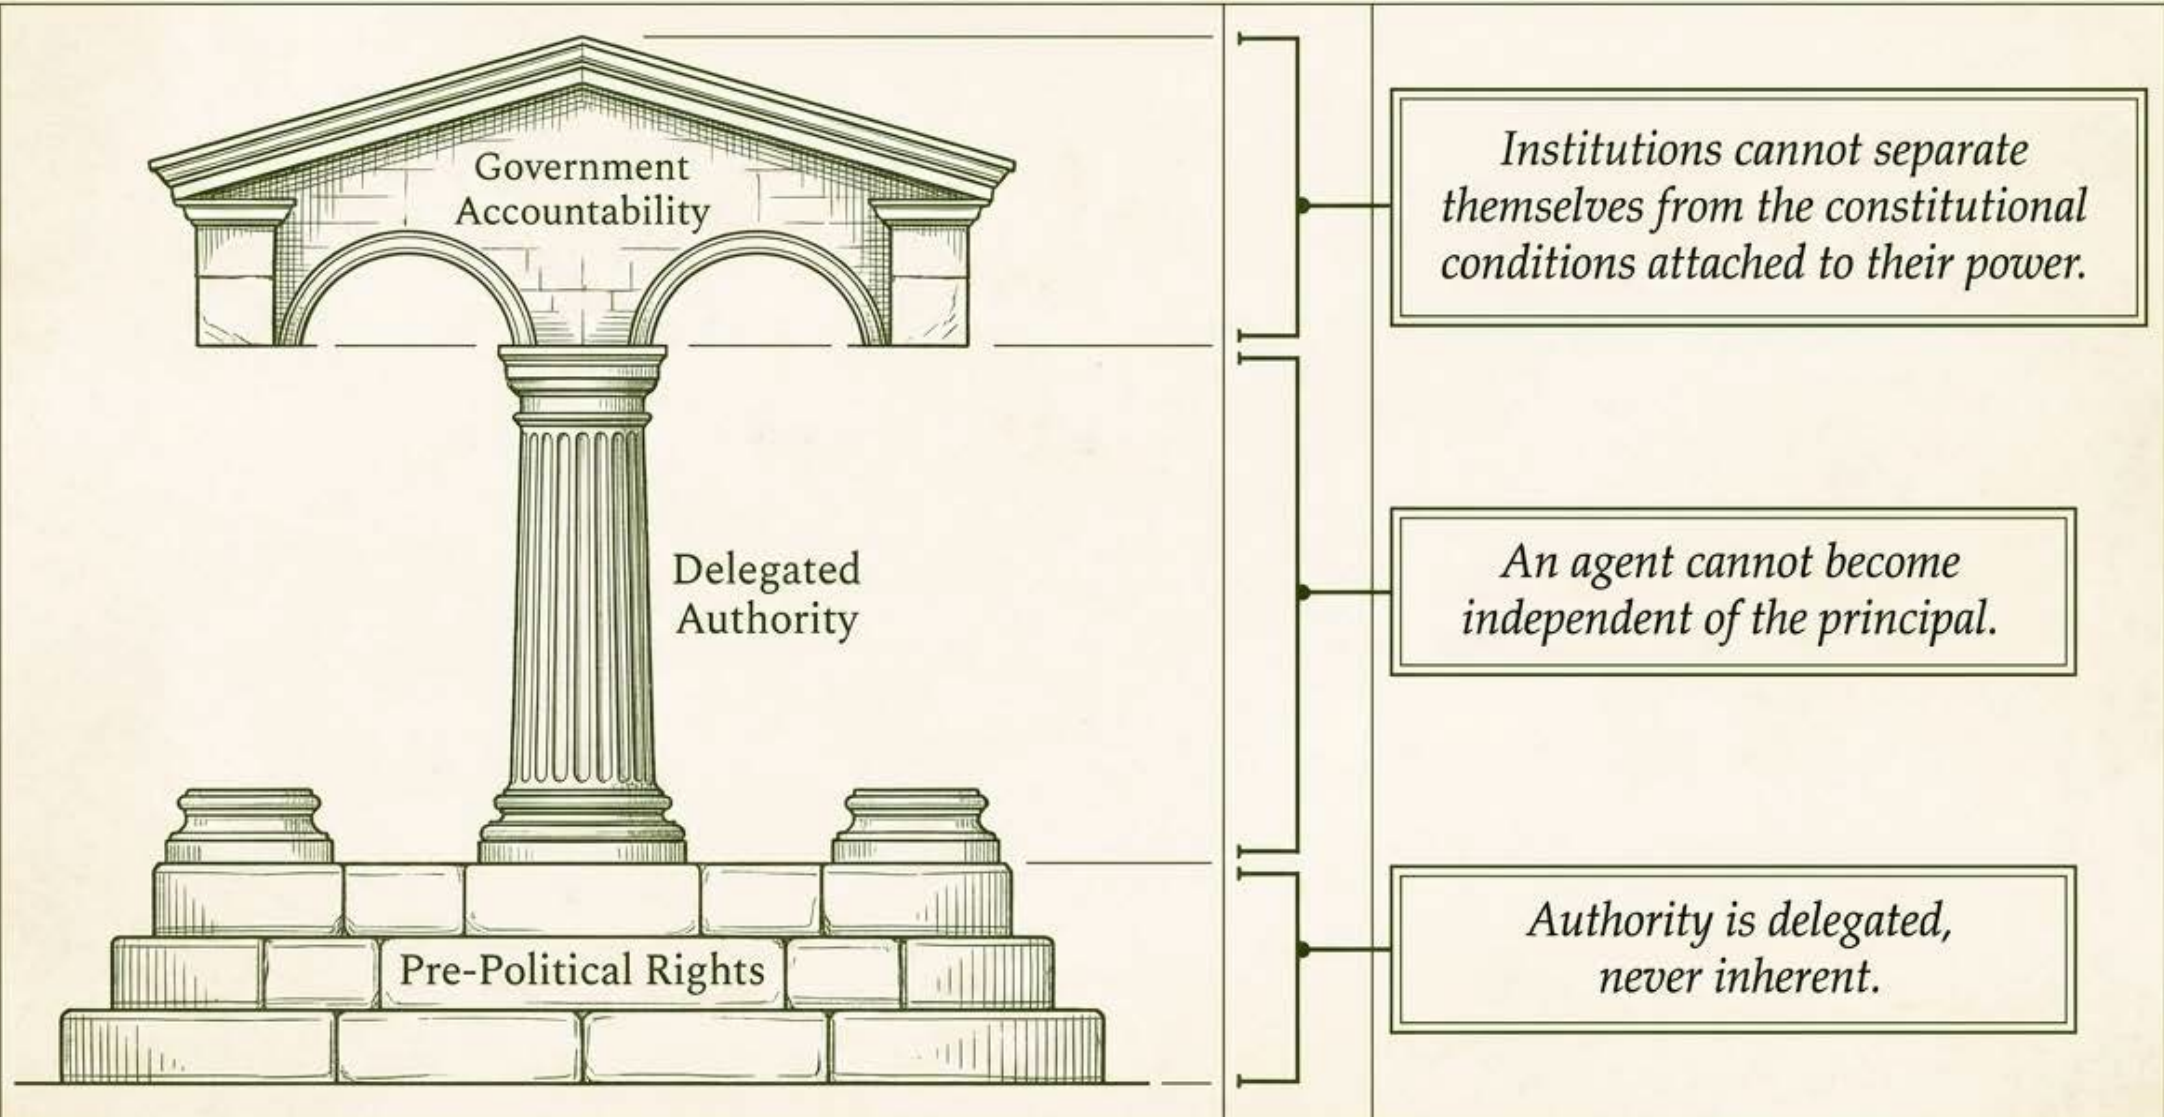 Government
Accountability
Institutions cannot separate
themselves from the constitutional
conditions attached to their power.
Delegated
Authority
An agent cannot become
independent of the principal.
Pre-Political Rights
Authority is delegated,
never inherent.